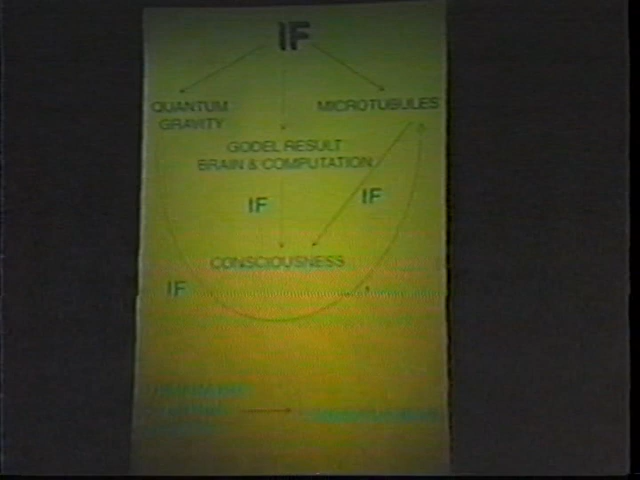 IF
QUANTUM
GRAVITY
MICROTUBULES
GODEL RESULT
BRAIN & COMPUTATION
IF
IF
CONSCIOUSNESS
IF